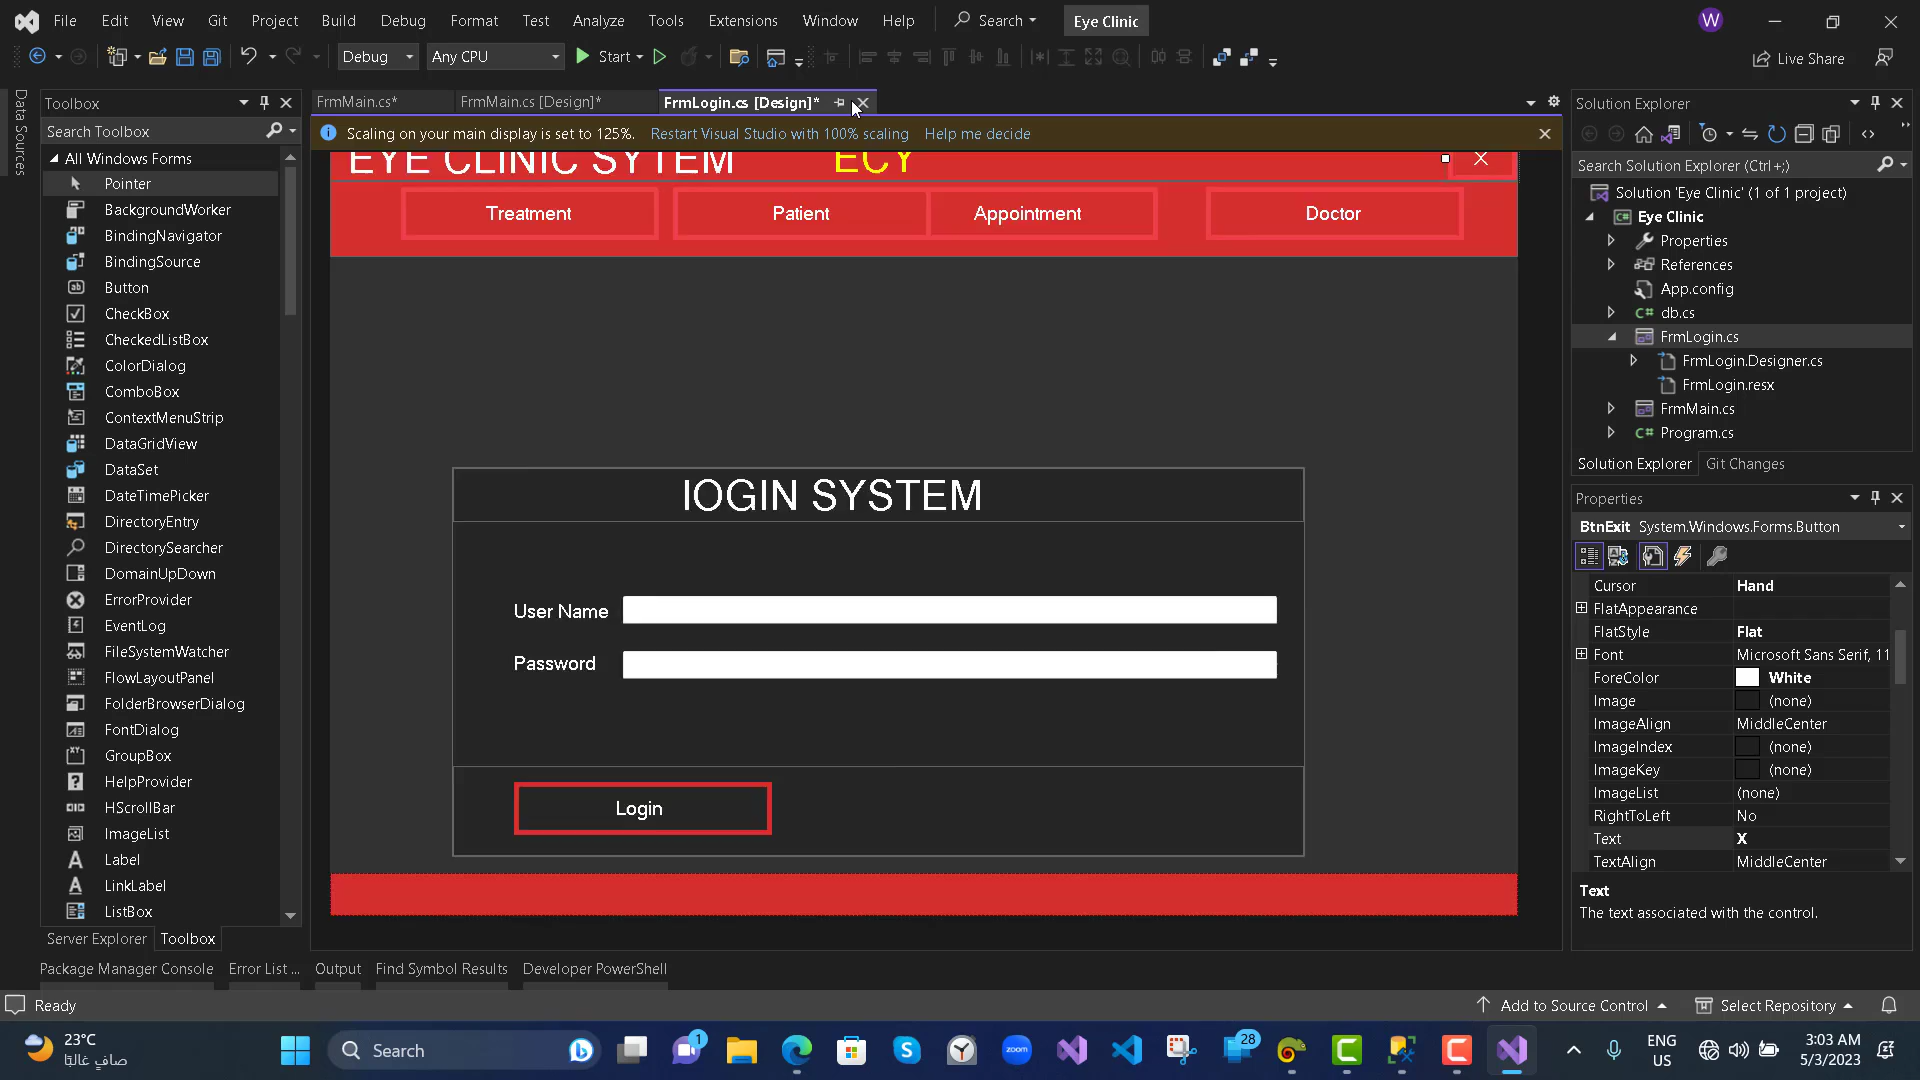 File Edit View Git Project Build Debug Format Test Analyze Tools Extensions Window Help Search Eye Clinic W
Debug Any CPU Start Live Share
Data Sources
Toolbox
Search Toolbox
All Windows Forms
Pointer
BackgroundWorker
BindingNavigator
BindingSource
Button
CheckBox
CheckedListBox
ColorDialog
ComboBox
ContextMenuStrip
DataGridView
DataSet
DateTimePicker
DirectoryEntry
DirectorySearcher
DomainUpDown
ErrorProvider
EventLog
FileSystemWatcher
FlowLayoutPanel
FolderBrowserDialog
FontDialog
GroupBox
HelpProvider
HScrollBar
ImageList
Label
LinkLabel
ListBox
Server Explorer Toolbox
FrmMain.cs* FrmMain.cs [Design]* FrmLogin.cs [Design]*
Scaling on your main display is set to 125%. Restart Visual Studio with 100% scaling Help me decide
EYE CLINIC SYTEM ECY X
Treatment Patient Appointment Doctor
lOGIN SYSTEM
User Name
Password
Login
Solution Explorer
Search Solution Explorer (Ctrl+;)
Solution 'Eye Clinic' (1 of 1 project)
Eye Clinic
Properties
References
App.config
C# db.cs
FrmLogin.cs
FrmLogin.Designer.cs
FrmLogin.resx
FrmMain.cs
C# Program.cs
Solution Explorer Git Changes
Properties
BtnExit System.Windows.Forms.Button
Cursor Hand
FlatAppearance
FlatStyle Flat
Font Microsoft Sans Serif, 11
ForeColor White
Image (none)
ImageAlign MiddleCenter
ImageIndex (none)
ImageKey (none)
ImageList (none)
RightToLeft No
Text X
TextAlign MiddleCenter
Text
The text associated with the control.
Package Manager Console Error List ... Output Find Symbol Results Developer PowerShell
Ready Add to Source Control Select Repository
23°C
صافٍ غالبًا
Search
1
zoom
28
ENG
US
3:03 AM
5/3/2023